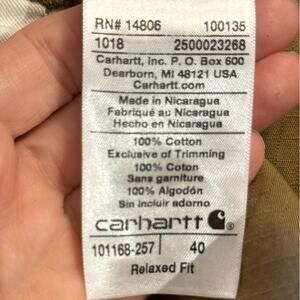 RN# 14806 100135
1018 2500023268
Carhartt, Inc. P. O. Box 600
Dearborn, MI 48121 USA
Carhartt.com
Made in Nicaragua
Fabriqué au Nicaragua
Hecho en Nicaragua
100% Cotton
Exclusive of Trimming
100% Coton
Sans garniture
100% Algodón
Sin incluir adorno
carhartt®
101168-257 40
Relaxed Fit